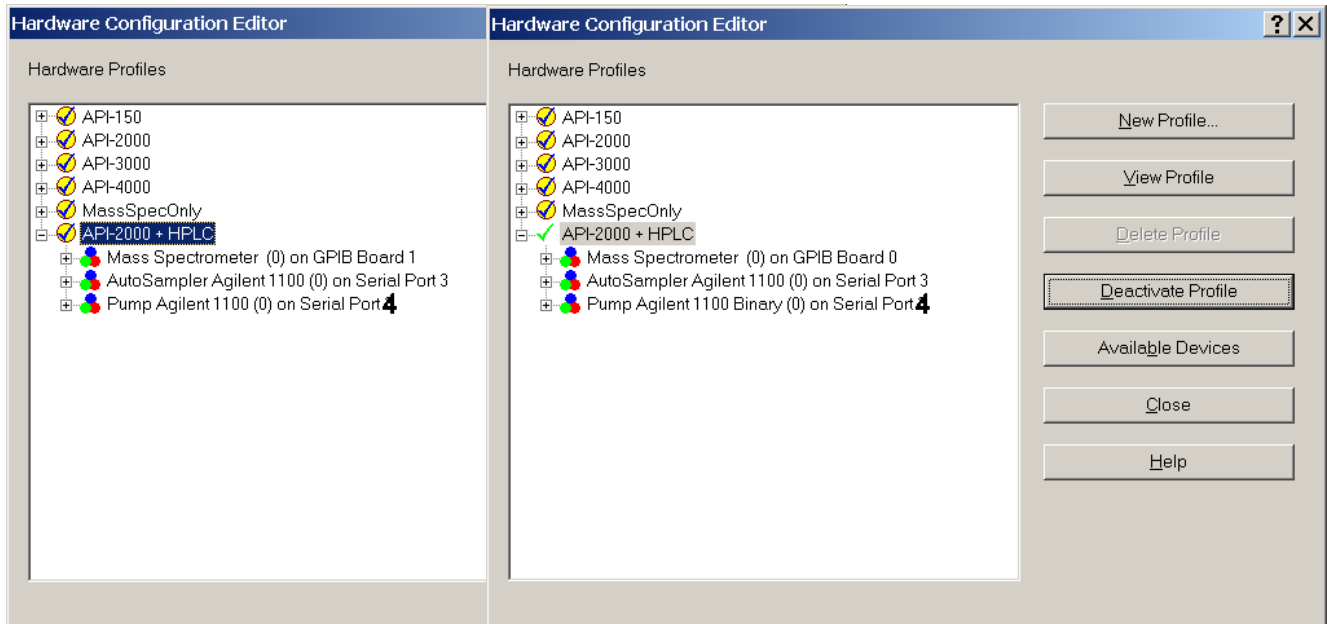 Hardware Configuration Editor
Hardware Profiles
API-150
API-2000
API-3000
API-4000
MassSpecOnly
API-2000 + HPLC
Mass Spectrometer (0) on GPIB Board 1
AutoSampler Agilent 1100 (0) on Serial Port 3
Pump Agilent 1100 (0) on Serial Port 4
Hardware Configuration Editor
? X
Hardware Profiles
API-150
API-2000
API-3000
API-4000
MassSpecOnly
API-2000 + HPLC
Mass Spectrometer (0) on GPIB Board 0
AutoSampler Agilent 1100 (0) on Serial Port 3
Pump Agilent 1100 Binary (0) on Serial Port 4
New Profile...
View Profile
Delete Profile
Deactivate Profile
Available Devices
Close
Help